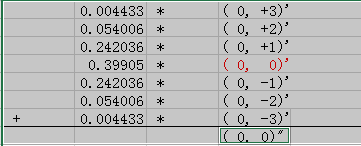 0.004433 * ( 0, +3)'
0.054006 * ( 0, +2)'
0.242036 * ( 0, +1)'
0.39905 * ( 0, 0)'
0.242036 * ( 0, -1)'
0.054006 * ( 0, -2)'
+ 0.004433 * ( 0, -3)'
( 0, 0)"